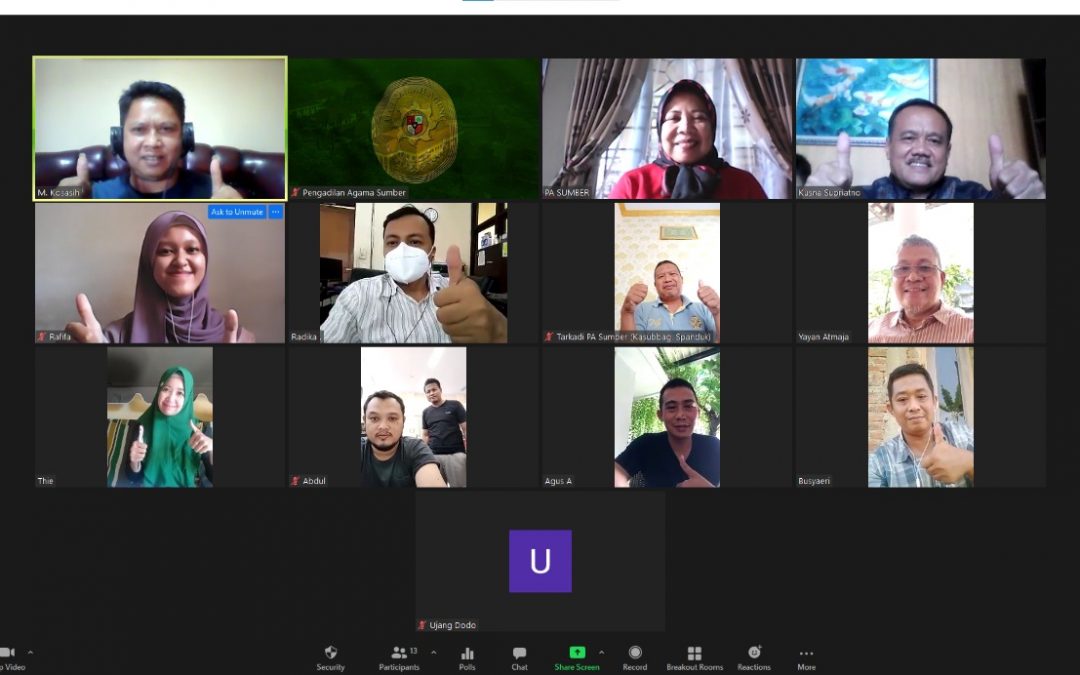 M. Kosasih
Pengadilan Agama Sumber
PA SUMBER
Kusna Supriatno
Ask to Unmute
Rafifa
Radika
Tarkadi PA Sumber (Kasubbag. Spanduk)
Yayan Atmaja
Thie
Abdul
Agus A
Busyaeri
U
Ujang Dodo
p Video
Security
Participants
13
Polls
Chat
Share Screen
Record
Breakout Rooms
Reactions
More